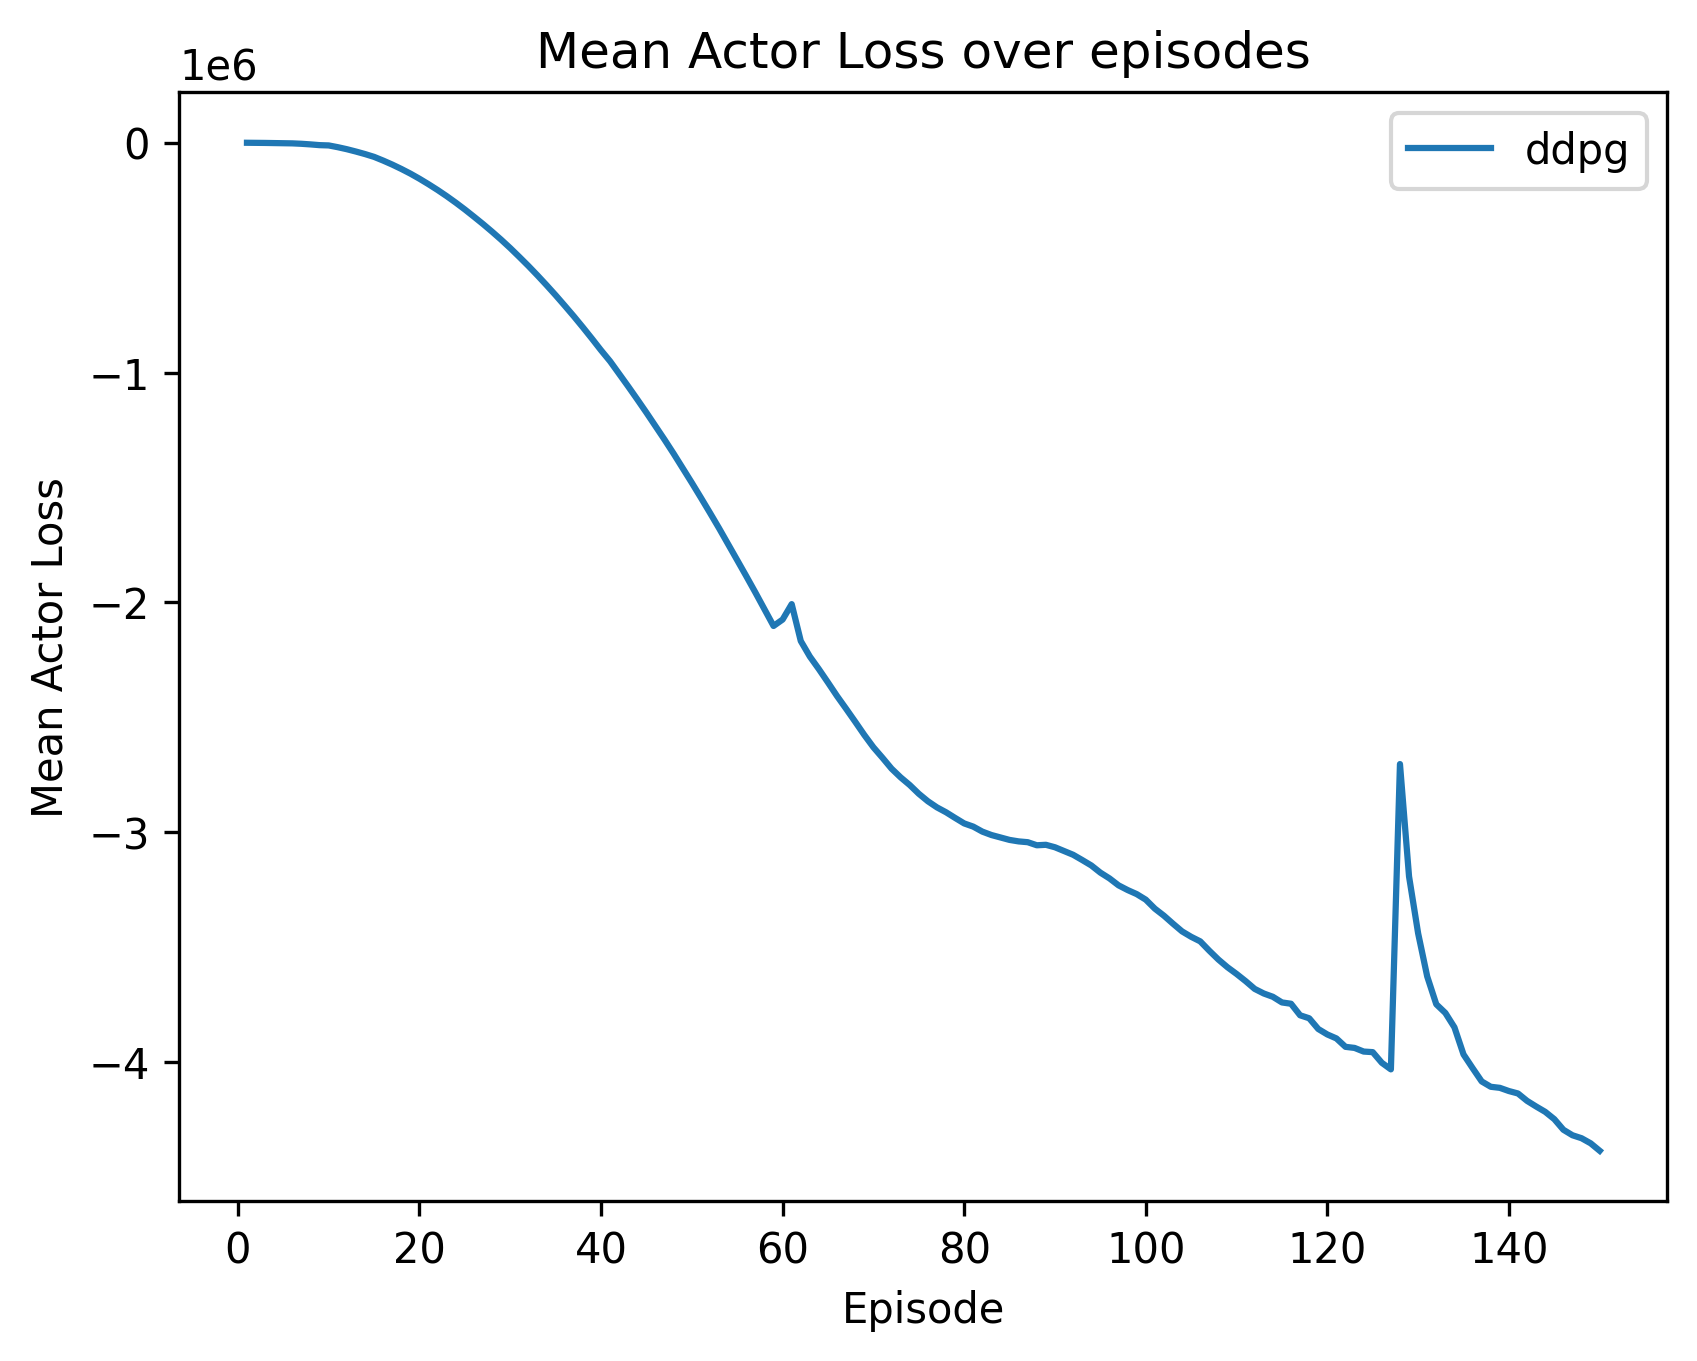 Mean Actor Loss over episodes
1e6
ddpg
0
−1
−2
−3
−4
Mean Actor Loss
0 20 40 60 80 100 120 140
Episode